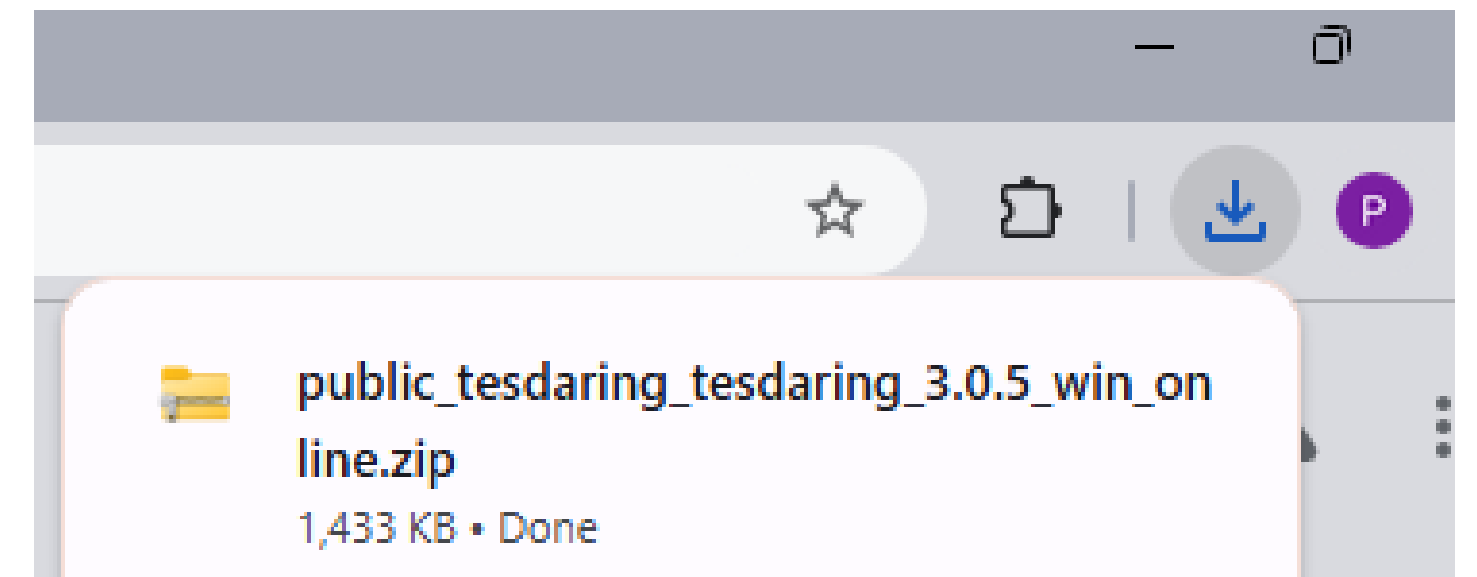 P
public_tesdaring_tesdaring_3.0.5_win_on
line.zip
1,433 KB • Done